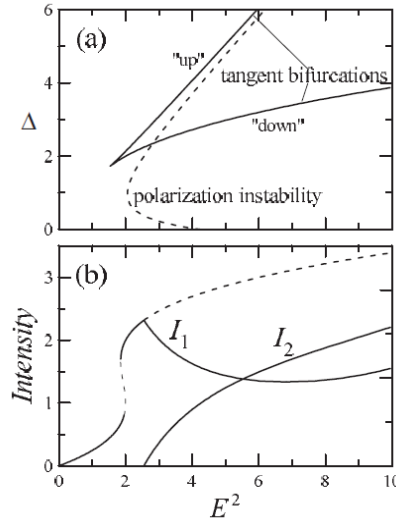 6
(a)
"up"
tangent bifurcations
4
Δ
"down"
2
polarization instability
0
(b)
3
I₁
I₂
Intensity
2
1
0
0 2 4 6 8 10
E²